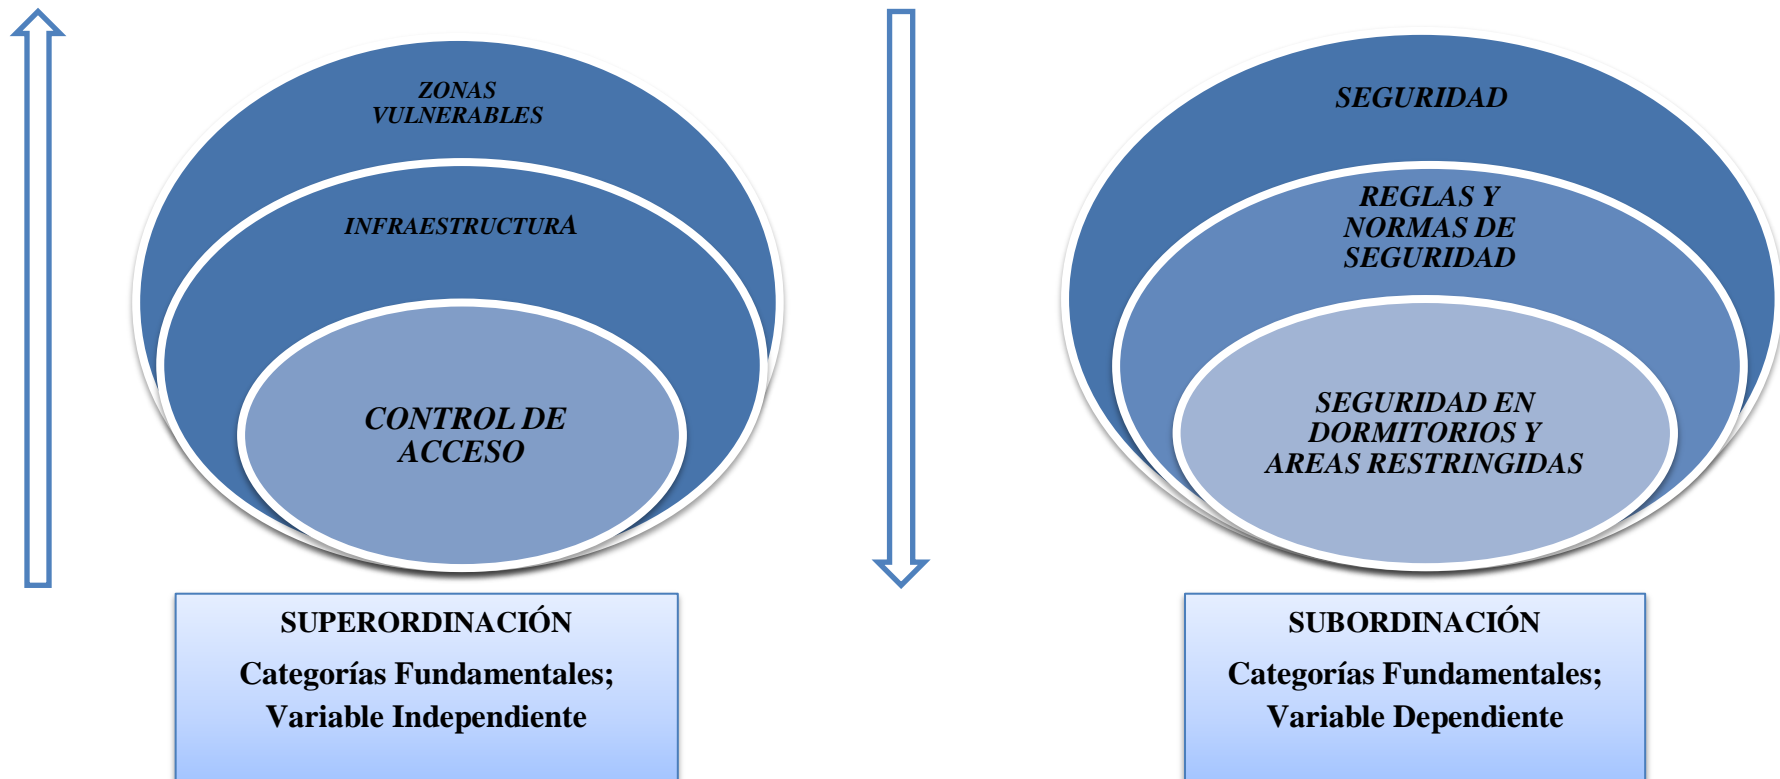 ZONAS
VULNERABLES
INFRAESTRUCTURA
CONTROL DE
ACCESO
SUPERORDINACIÓN
Categorías Fundamentales;
Variable Independiente
SEGURIDAD
REGLAS Y
NORMAS DE
SEGURIDAD
SEGURIDAD EN
DORMITORIOS Y
AREAS RESTRINGIDAS
SUBORDINACIÓN
Categorías Fundamentales;
Variable Dependiente